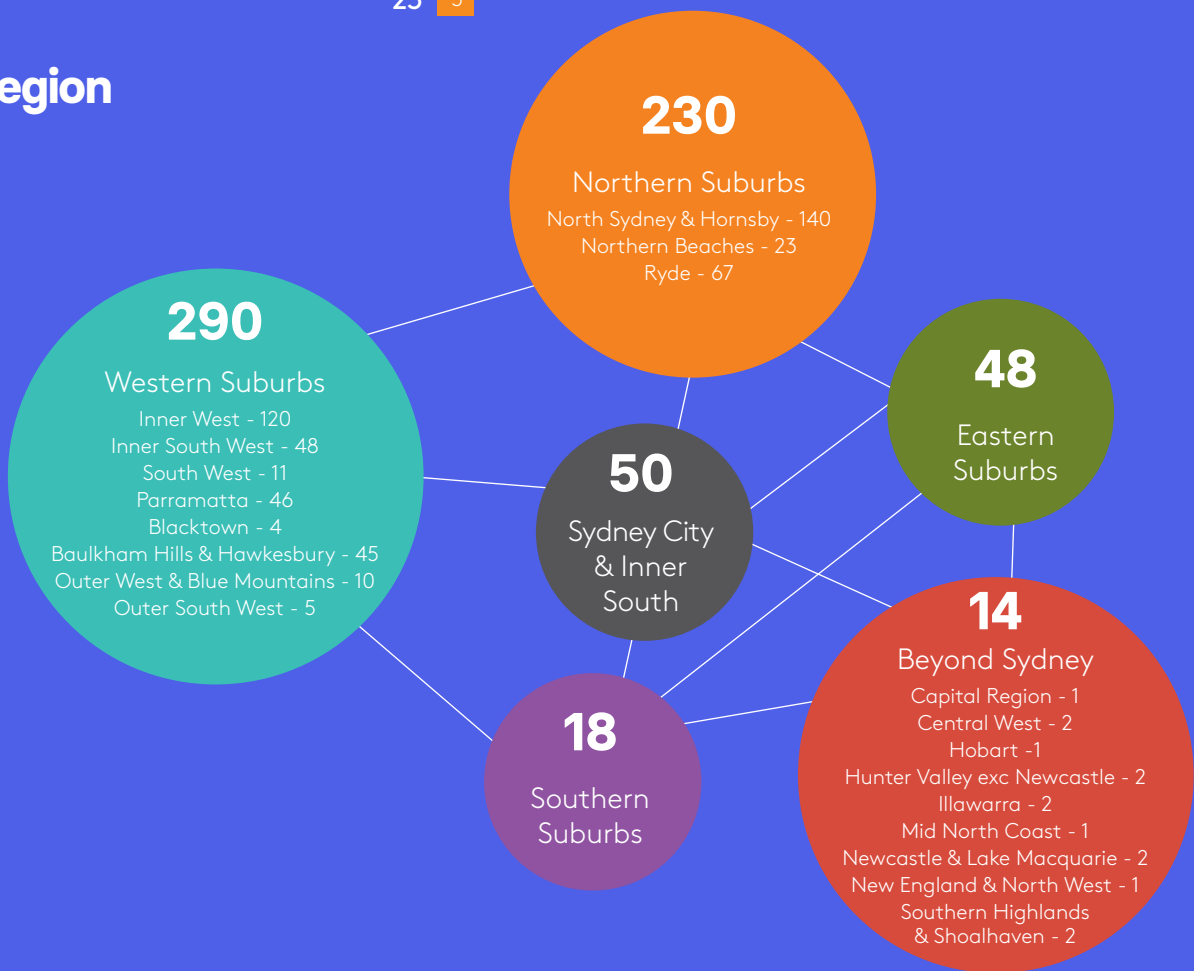 25 5
egion
230
Northern Suburbs
North Sydney & Hornsby - 140
Northern Beaches - 23
Ryde - 67
290
Western Suburbs
Inner West - 120
Inner South West - 48
South West - 11
Parramatta - 46
Blacktown - 4
Baulkham Hills & Hawkesbury - 45
Outer West & Blue Mountains - 10
Outer South West - 5
48
Eastern
Suburbs
50
Sydney City
& Inner
South
18
Southern
Suburbs
14
Beyond Sydney
Capital Region - 1
Central West - 2
Hobart -1
Hunter Valley exc Newcastle - 2
Illawarra - 2
Mid North Coast - 1
Newcastle & Lake Macquarie - 2
New England & North West - 1
Southern Highlands
& Shoalhaven - 2